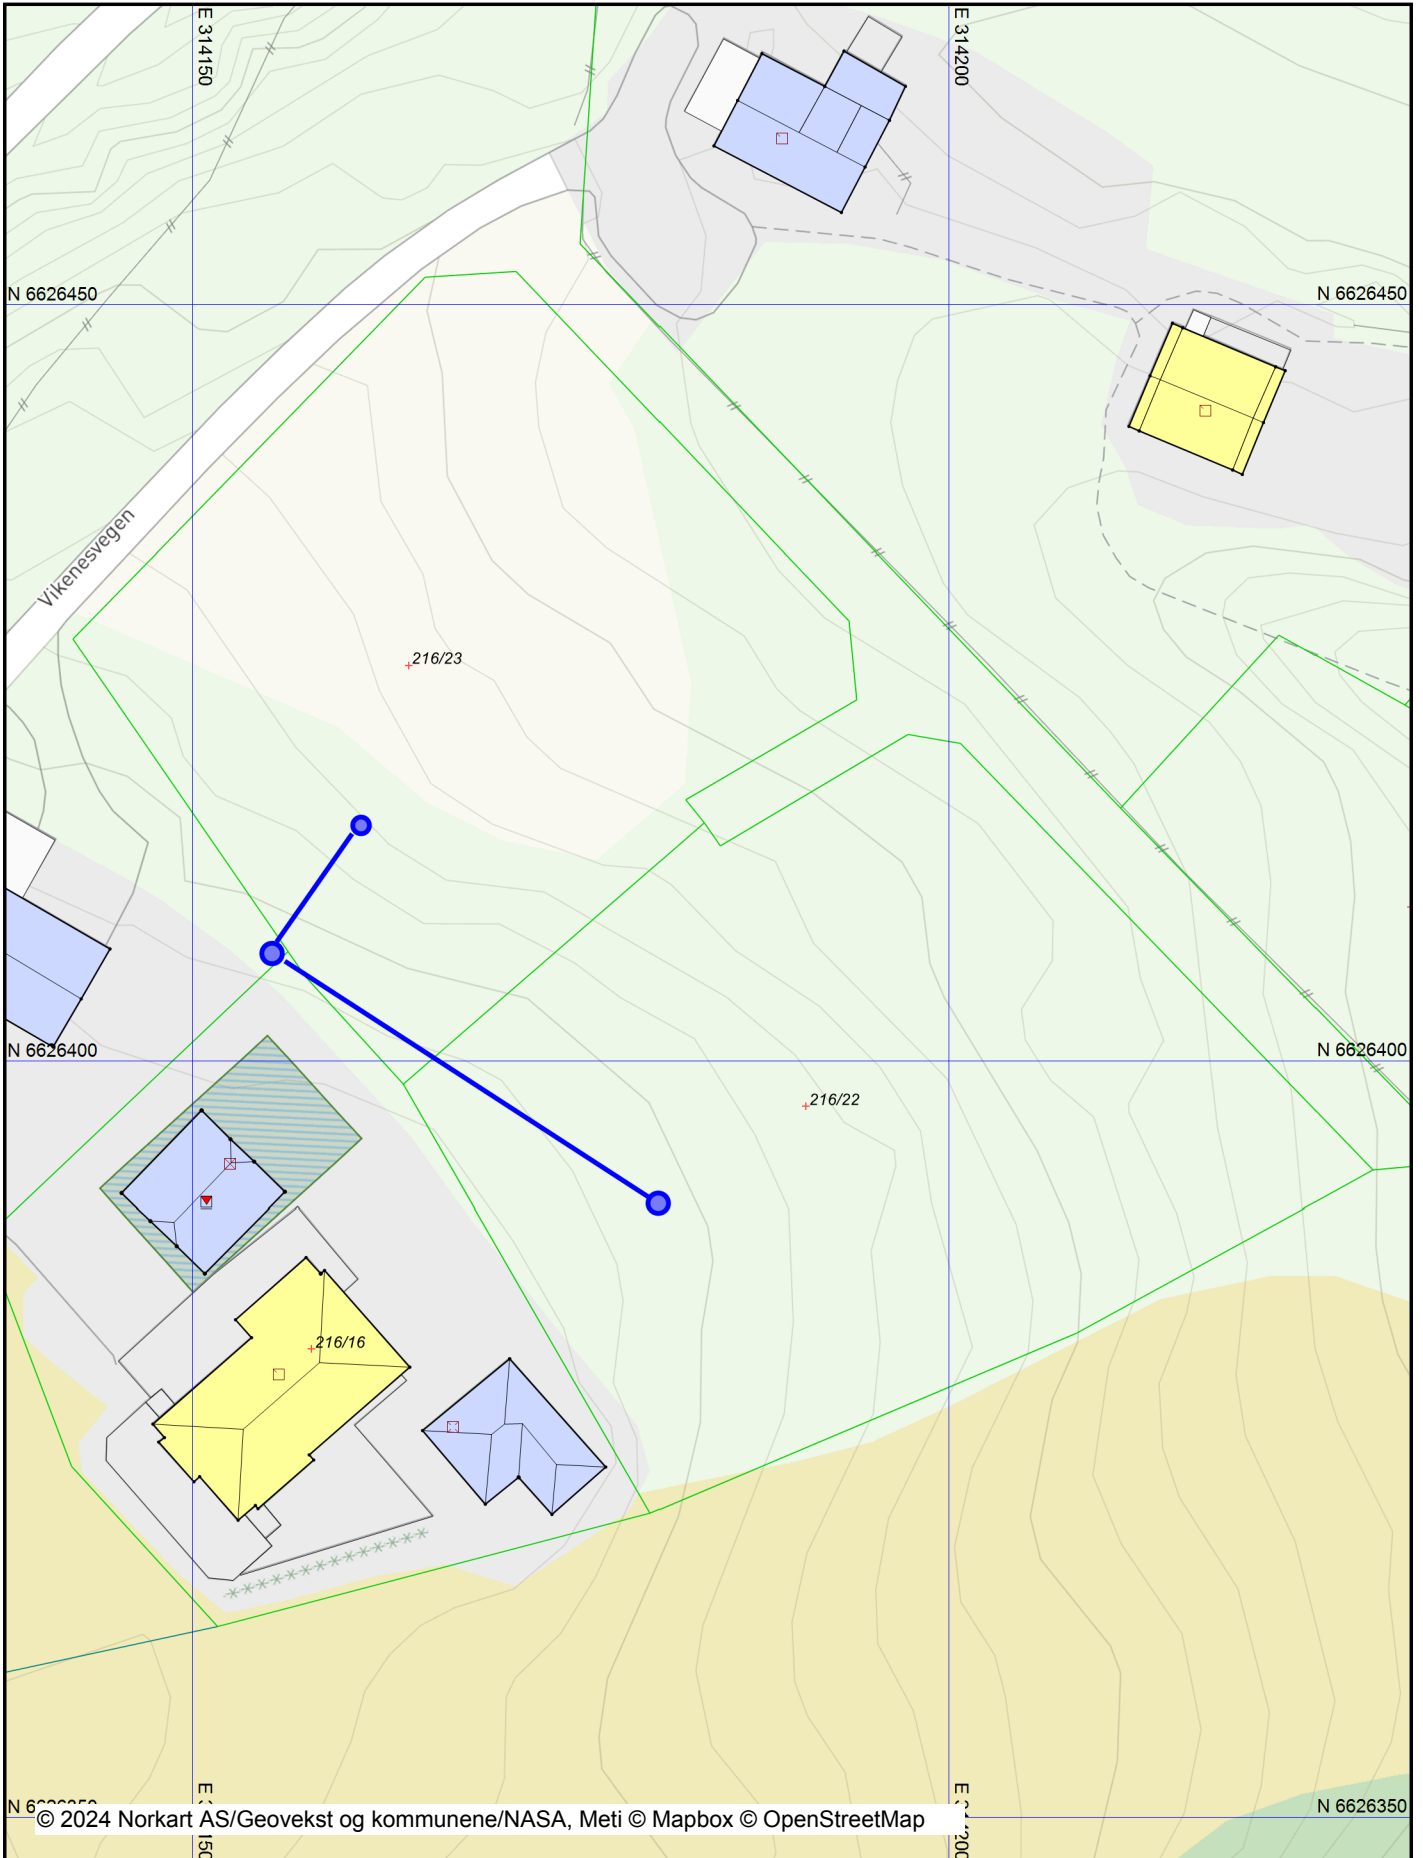 E 314150
E 314200
N 6626450
N 6626450
Vikenesvegen
216/23
N 6626400
N 6626400
216/22
216/16
N 6626350
© 2024 Norkart AS/Geovekst og kommunene/NASA, Meti © Mapbox © OpenStreetMap